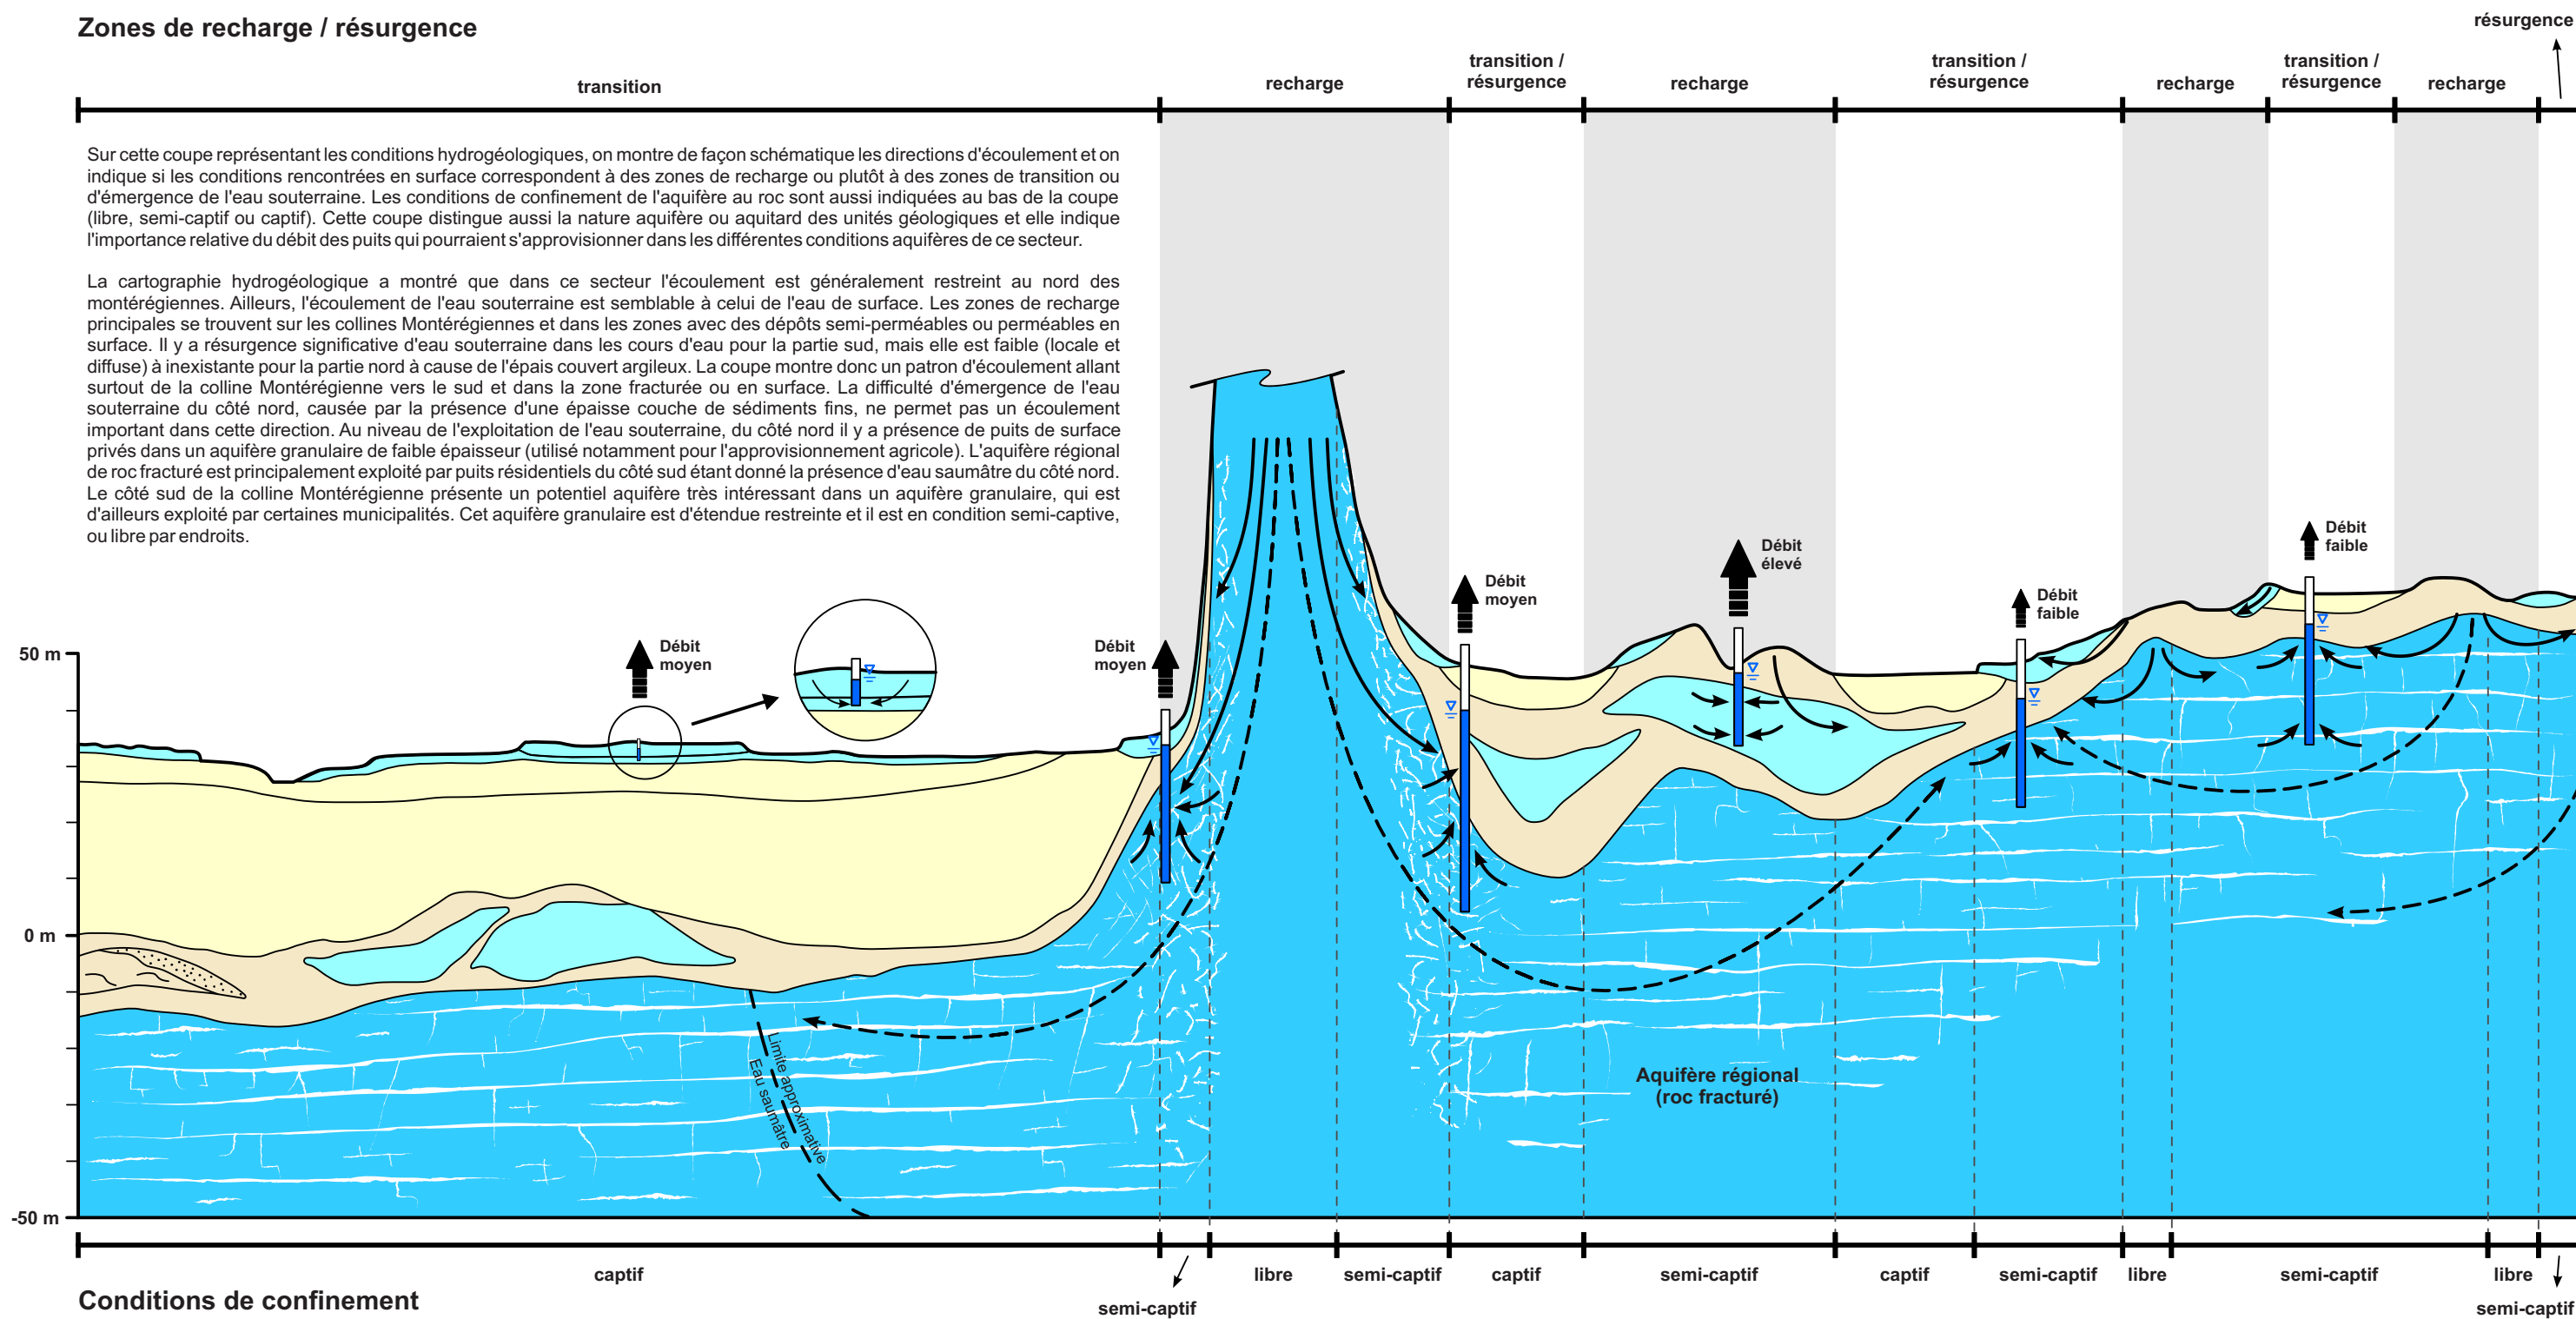 Zones de recharge / résurgence
résurgence
transition
recharge
transition /
résurgence
recharge
transition /
résurgence
recharge
transition /
résurgence
recharge
Sur cette coupe représentant les conditions hydrogéologiques, on montre de façon schématique les directions d'écoulement et on
indique si les conditions rencontrées en surface correspondent à des zones de recharge ou plutôt à des zones de transition ou
d'émergence de l'eau souterraine. Les conditions de confinement de l'aquifère au roc sont aussi indiquées au bas de la coupe
(libre, semi-captif ou captif). Cette coupe distingue aussi la nature aquifère ou aquitard des unités géologiques et elle indique
l'importance relative du débit des puits qui pourraient s'approvisionner dans les différentes conditions aquifères de ce secteur.
La cartographie hydrogéologique a montré que dans ce secteur l'écoulement est généralement restreint au nord des
montérégiennes. Ailleurs, l'écoulement de l'eau souterraine est semblable à celui de l'eau de surface. Les zones de recharge
principales se trouvent sur les collines Montérégiennes et dans les zones avec des dépôts semi-perméables ou perméables en
surface. Il y a résurgence significative d'eau souterraine dans les cours d'eau pour la partie sud, mais elle est faible (locale et
diffuse) à inexistante pour la partie nord à cause de l'épais couvert argileux. La coupe montre donc un patron d'écoulement allant
surtout de la colline Montérégienne vers le sud et dans la zone fracturée ou en surface. La difficulté d'émergence de l'eau
souterraine du côté nord, causée par la présence d'une épaisse couche de sédiments fins, ne permet pas un écoulement
important dans cette direction. Au niveau de l'exploitation de l'eau souterraine, du côté nord il y a présence de puits de surface
privés dans un aquifère granulaire de faible épaisseur (utilisé notamment pour l'approvisionnement agricole). L'aquifère régional
de roc fracturé est principalement exploité par puits résidentiels du côté sud étant donné la présence d'eau saumâtre du côté nord.
Le côté sud de la colline Montérégienne présente un potentiel aquifère très intéressant dans un aquifère granulaire, qui est
d'ailleurs exploité par certaines municipalités. Cet aquifère granulaire est d'étendue restreinte et il est en condition semi-captive,
ou libre par endroits.
Débit
moyen
Débit
moyen
Débit
moyen
Débit
élevé
Débit
faible
Débit
faible
50 m
0 m
-50 m
Limite approximative
Eau saumâtre
Aquifère régional
(roc fracturé)
captif
semi-captif
libre
semi-captif
captif
semi-captif
captif
semi-captif
libre
semi-captif
libre
semi-captif
Conditions de confinement